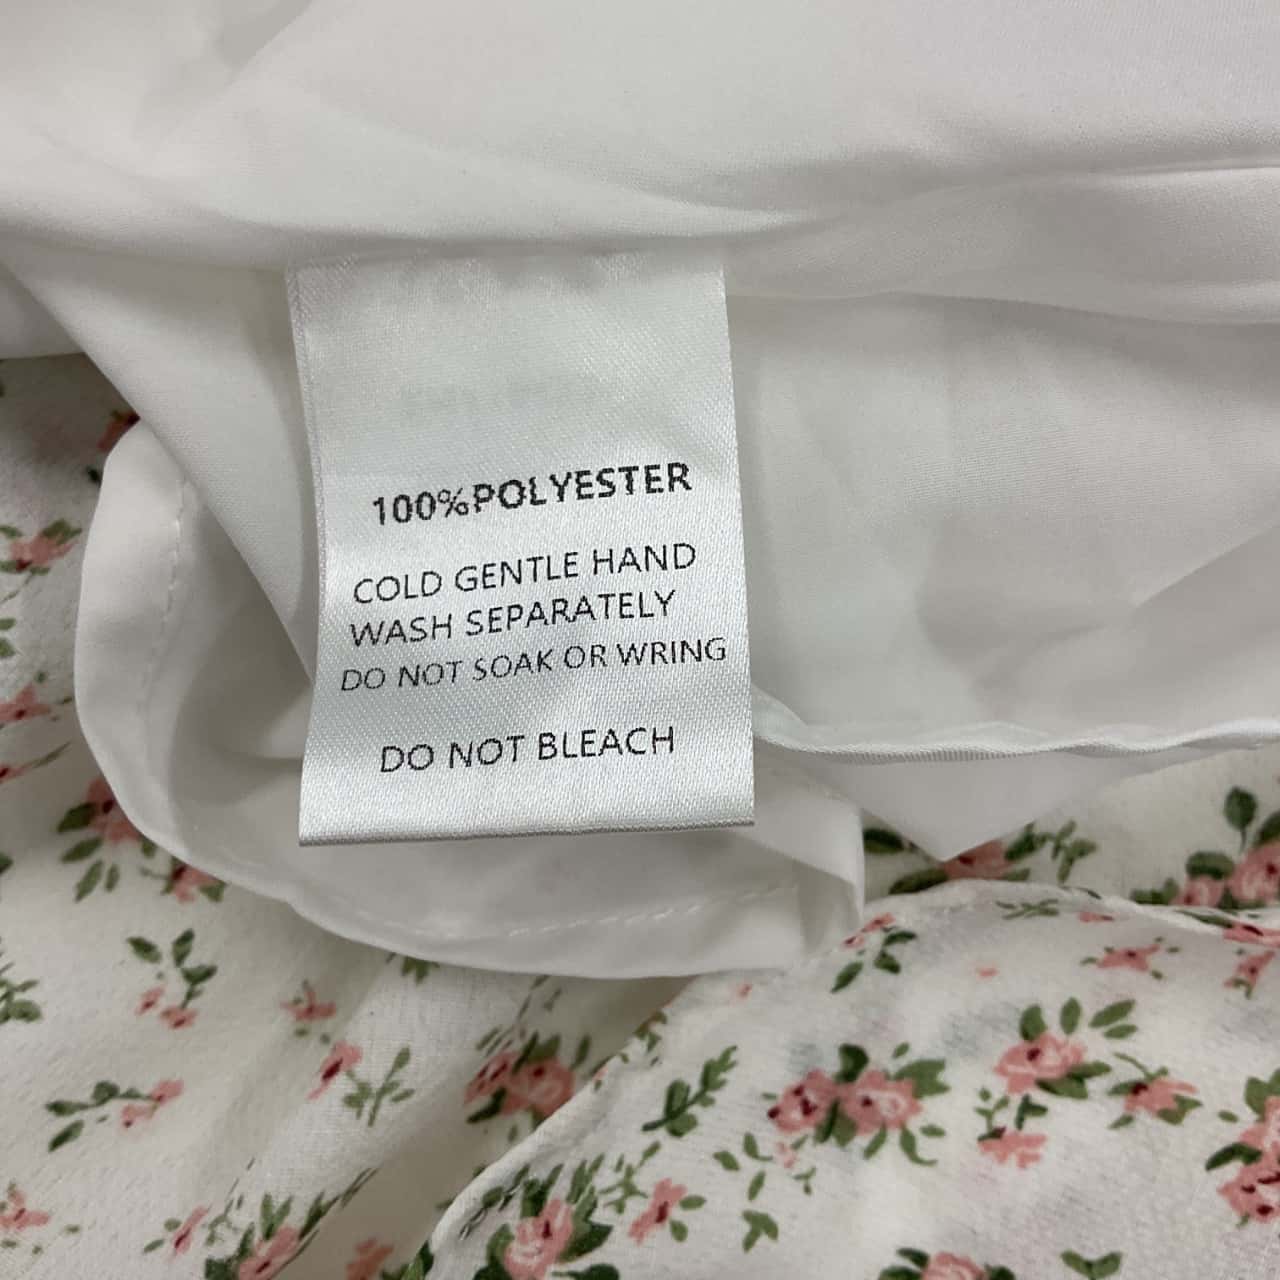 100%POLYESTER
COLD GENTLE HAND
WASH SEPARATELY
DO NOT SOAK OR WRING
DO NOT BLEACH